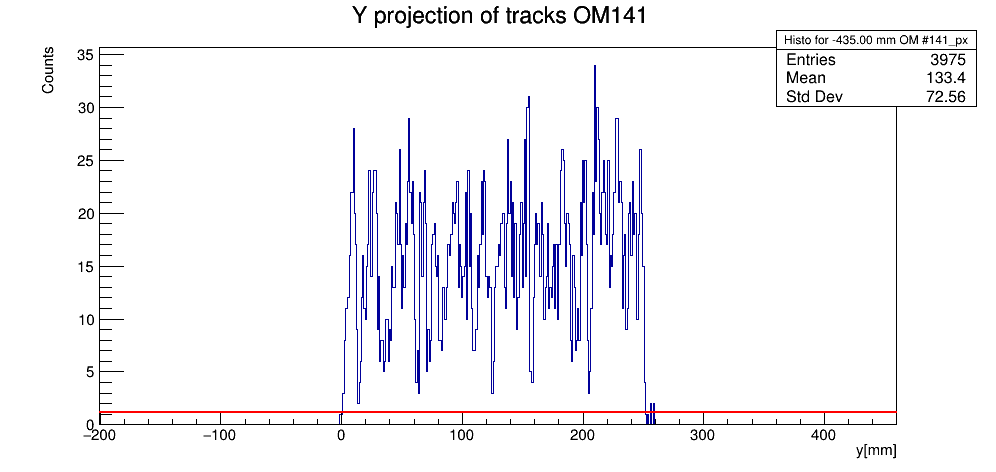 Y projection of tracks OM141
Histo for -435.00 mm OM #141_px
Entries 3975
Mean 133.4
Std Dev 72.56
Counts
35
30
25
20
15
10
5
0
−200 −100 0 100 200 300 400
y[mm]